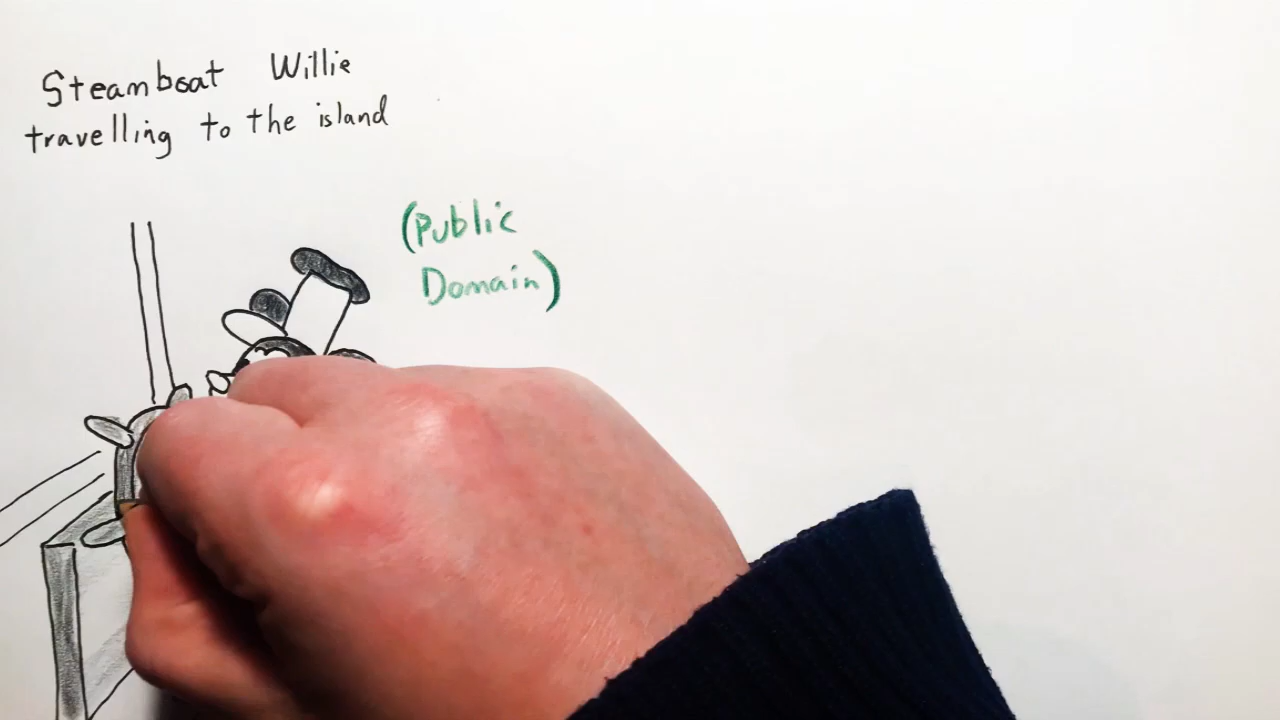 Steamboat Willie
travelling to the island
(Public
Domain)